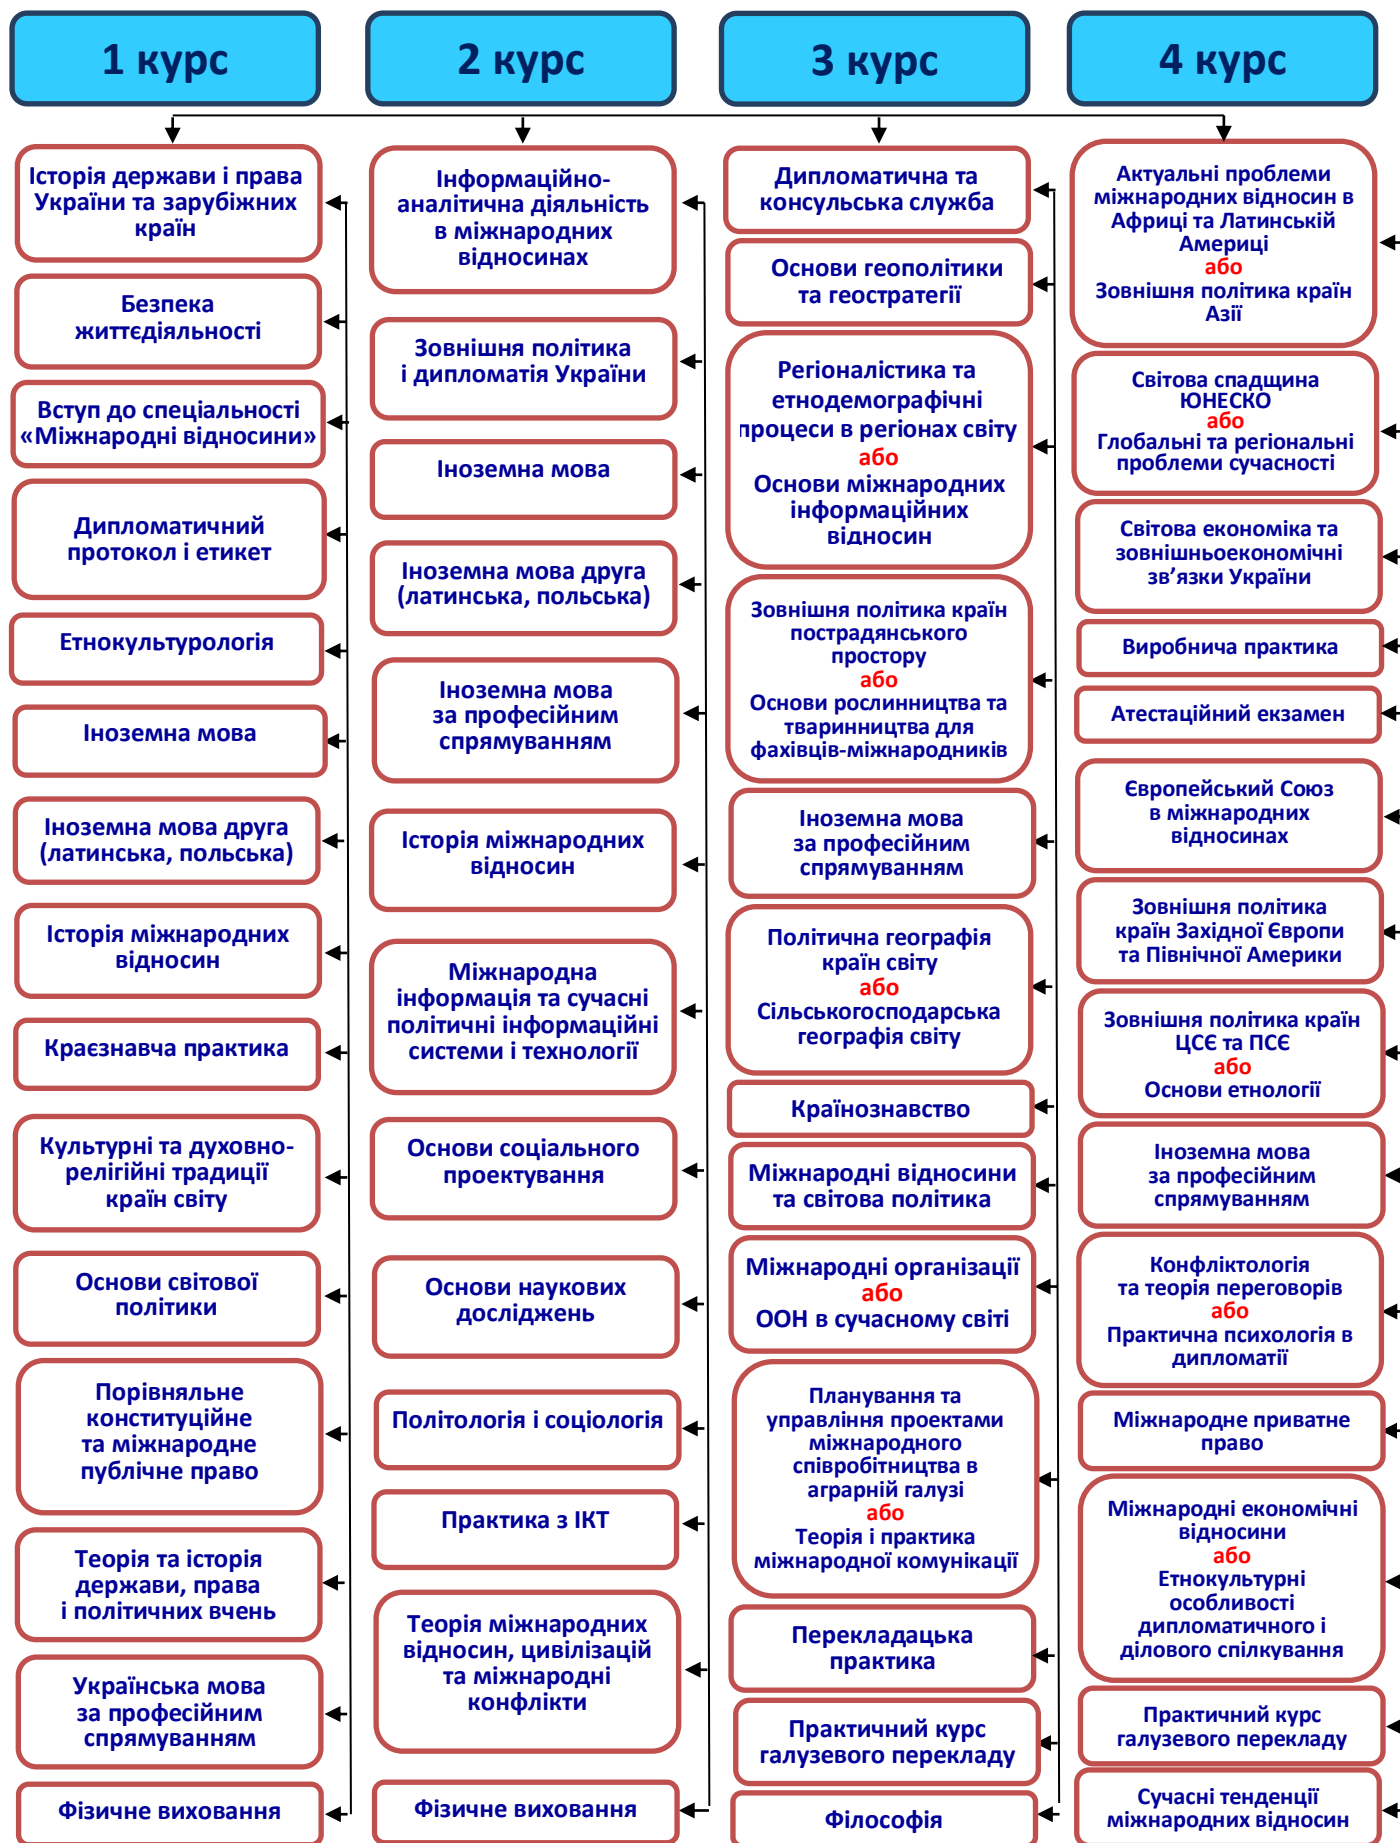 1 курс
2 курс
3 курс
4 курс
Історія держави і права
України та зарубіжних
країн
Безпека
життєдіяльності
Вступ до спеціальності
«Міжнародні відносини»
Дипломатичний
протокол і етикет
Етнокультурологія
Іноземна мова
Іноземна мова друга
(латинська, польська)
Історія міжнародних
відносин
Краєзнавча практика
Культурні та духовно-
релігійні традиції
країн світу
Основи світової
політики
Порівняльне
конституційне
та міжнародне
публічне право
Теорія та історія
держави, права
і політичних вчень
Українська мова
за професійним
спрямуванням
Фізичне виховання
Інформаційно-
аналітична діяльність
в міжнародних
відносинах
Зовнішня політика
і дипломатія України
Іноземна мова
Іноземна мова друга
(латинська, польська)
Іноземна мова
за професійним
спрямуванням
Історія міжнародних
відносин
Міжнародна
інформація та сучасні
політичні інформаційні
системи і технології
Основи соціального
проектування
Основи наукових
досліджень
Політологія і соціологія
Практика з ІКТ
Теорія міжнародних
відносин, цивілізацій
та міжнародні
конфлікти
Фізичне виховання
Дипломатична та
консульська служба
Основи геополітики
та геостратегії
Регіоналістика та
етнодемографічні
процеси в регіонах світу
або
Основи міжнародних
інформаційних
відносин
Зовнішня політика країн
пострадянського
простору
або
Основи рослинництва та
тваринництва для
фахівців-міжнародників
Іноземна мова
за професійним
спрямуванням
Політична географія
країн світу
або
Сільськогосподарська
географія світу
Країнознавство
Міжнародні відносини
та світова політика
Міжнародні організації
або
ООН в сучасному світі
Планування та
управління проектами
міжнародного
співробітництва в
аграрній галузі
або
Теорія і практика
міжнародної комунікації
Перекладацька
практика
Практичний курс
галузевого перекладу
Філософія
Актуальні проблеми
міжнародних відносин в
Африці та Латинській
Америці
або
Зовнішня політика країн
Азії
Світова спадщина
ЮНЕСКО
або
Глобальні та регіональні
проблеми сучасності
Світова економіка та
зовнішньоекономічні
зв’язки України
Виробнича практика
Атестаційний екзамен
Європейський Союз
в міжнародних
відносинах
Зовнішня політика
країн Західної Європи
та Північної Америки
Зовнішня політика країн
ЦСЄ та ПСЄ
або
Основи етнології
Іноземна мова
за професійним
спрямуванням
Конфліктологія
та теорія переговорів
або
Практична психологія в
дипломатії
Міжнародне приватне
право
Міжнародні економічні
відносини
або
Етнокультурні
особливості
дипломатичного і
ділового спілкування
Практичний курс
галузевого перекладу
Сучасні тенденції
міжнародних відносин